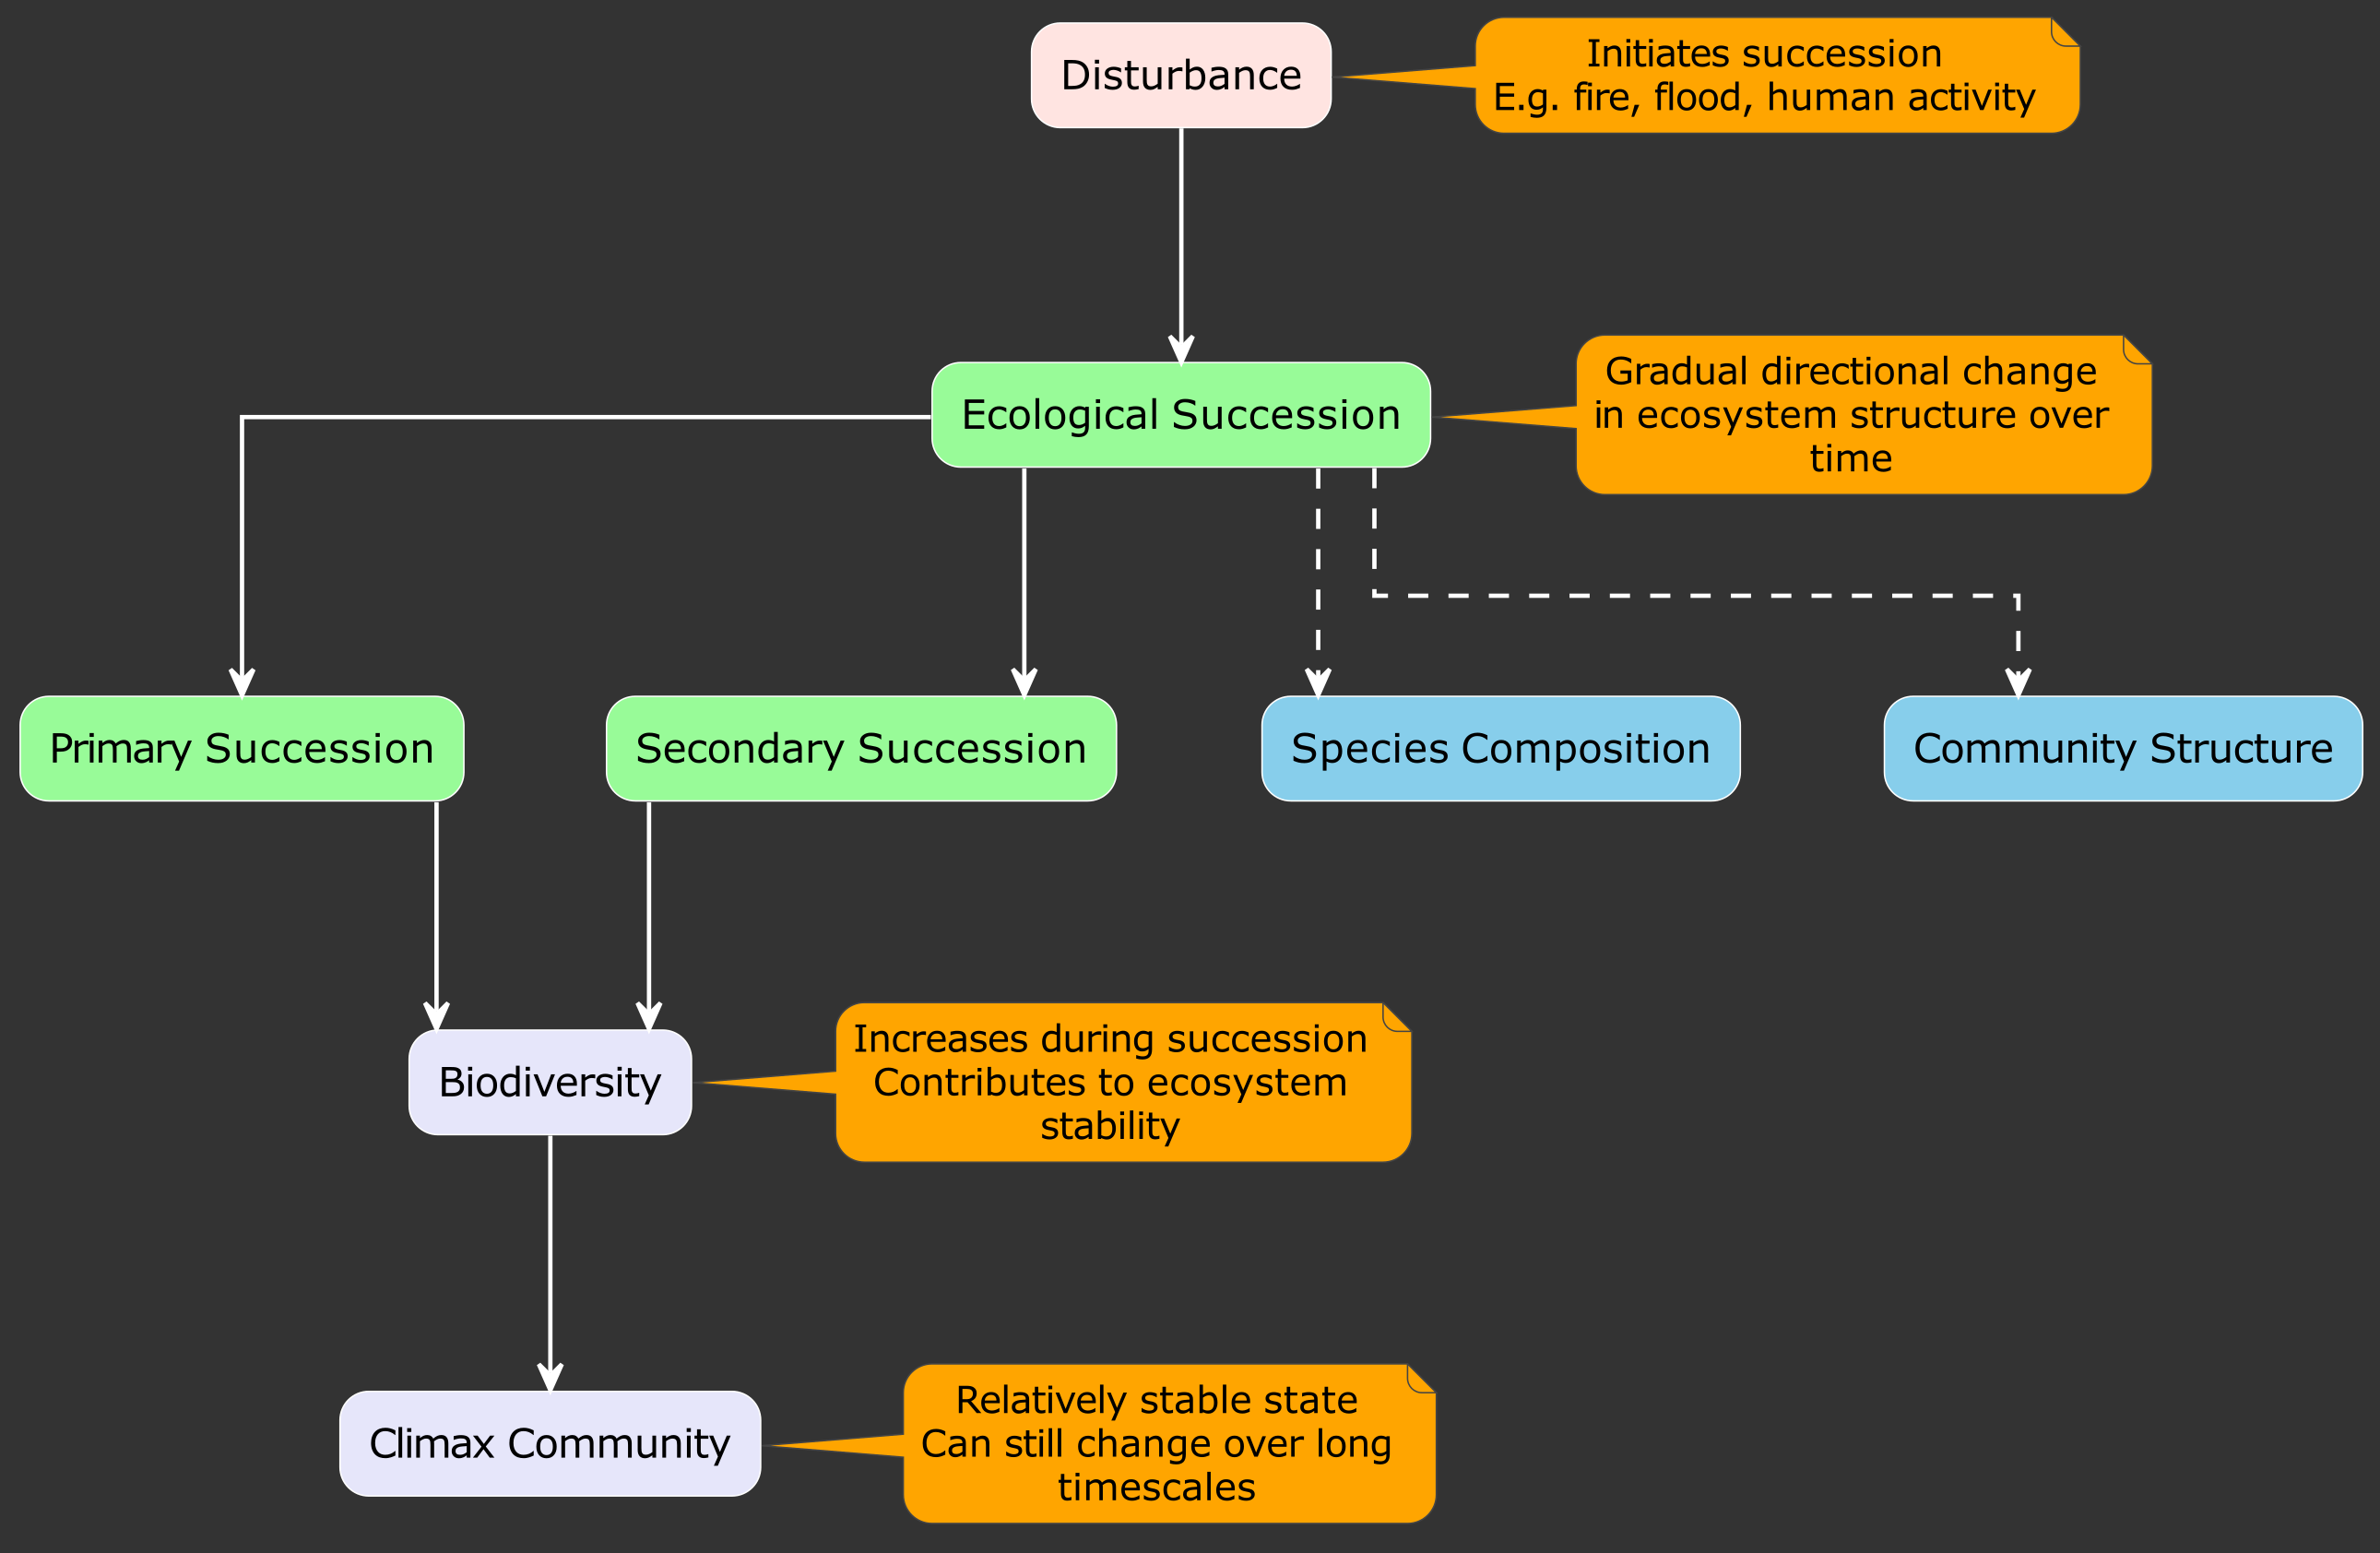 Disturbance
Initiates succession
E.g. fire, flood, human activity
Ecological Succession
Gradual directional change
in ecosystem structure over
time
Primary Succession
Secondary Succession
Species Composition
Community Structure
Biodiversity
Increases during succession
Contributes to ecosystem
stability
Climax Community
Relatively stable state
Can still change over long
timescales